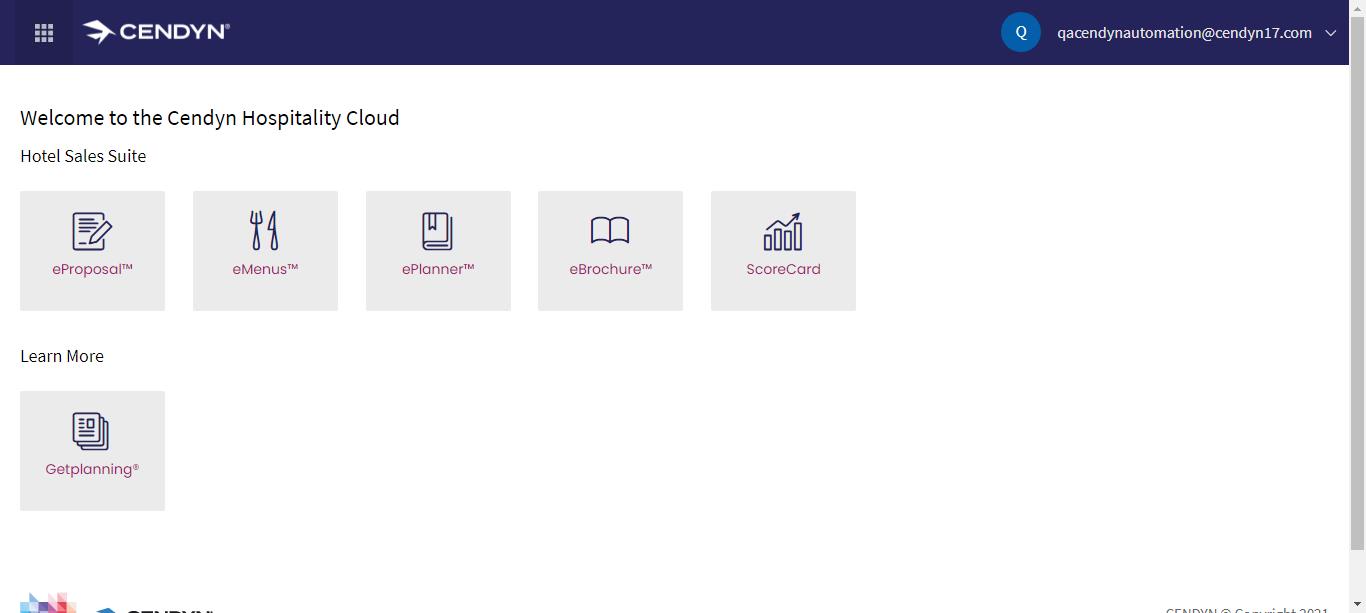 CENDYN®
Q qacendynautomation@cendyn17.com
Welcome to the Cendyn Hospitality Cloud
Hotel Sales Suite
eProposal™ eMenus™ ePlanner™ eBrochure™ ScoreCard
Learn More
Getplanning®
CENDYN CENDYN © Copyright 2021